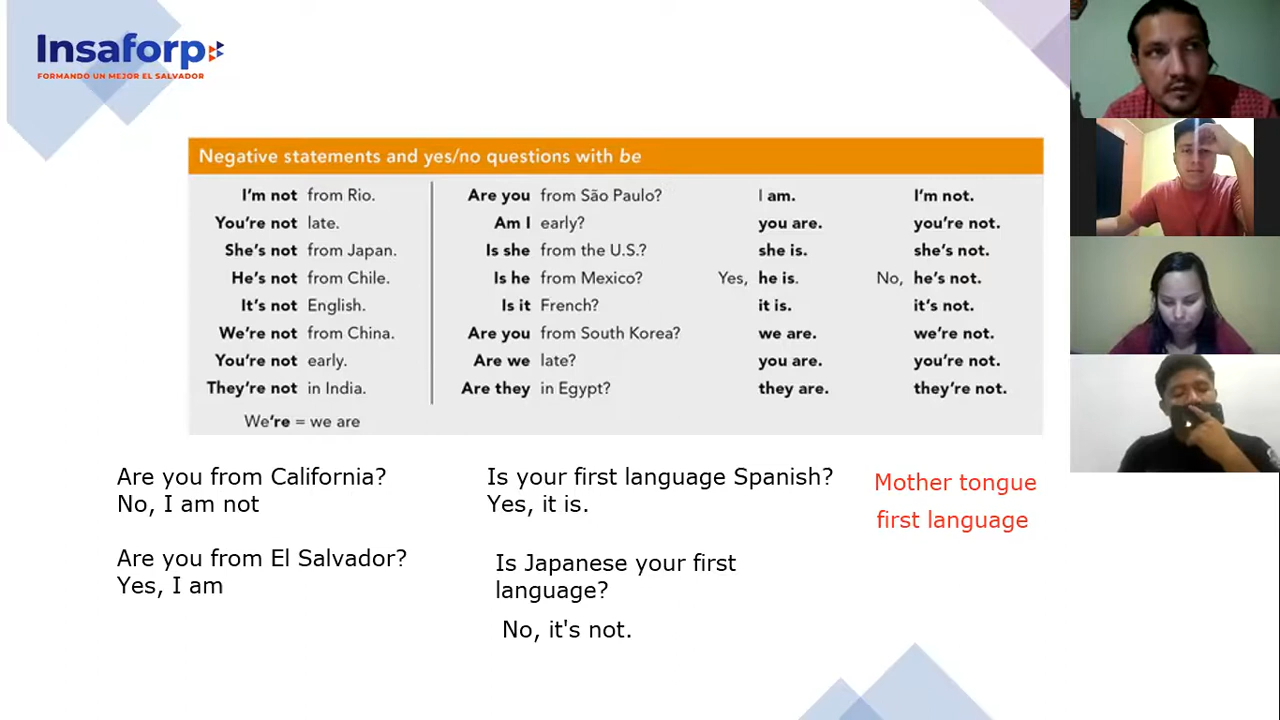 Insaforp
FORMANDO UN MEJOR EL SALVADOR
Negative statements and yes/no questions with be
I'm not from Rio. Are you from São Paulo? I am. I'm not.
You're not late. Am I early? you are. you're not.
She's not from Japan. Is she from the U.S.? she is. she's not.
He's not from Chile. Is he from Mexico? Yes, he is. No, he's not.
It's not English. Is it French? it is. it's not.
We're not from China. Are you from South Korea? we are. we're not.
You're not early. Are we late? you are. you're not.
They're not in India. Are they in Egypt? they are. they're not.
We're = we are
Are you from California?
No, I am not
Are you from El Salvador?
Yes, I am
Is your first language Spanish?
Yes, it is.
Is Japanese your first
language?
No, it's not.
Mother tongue
first language